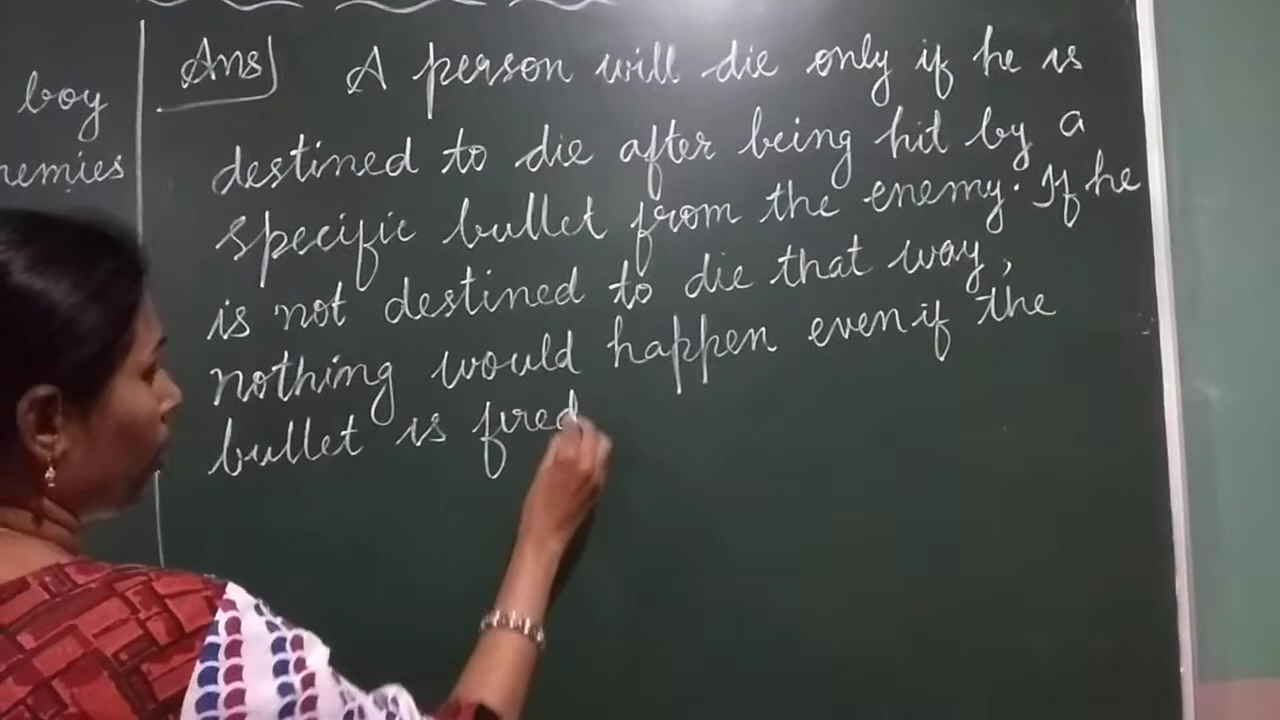 boy
nemies
Ans
A person will die only if he is
destined to die after being hit by a
specific bullet from the enemy. If he
is not destined to die that way,
nothing would happen even if the
bullet is fired